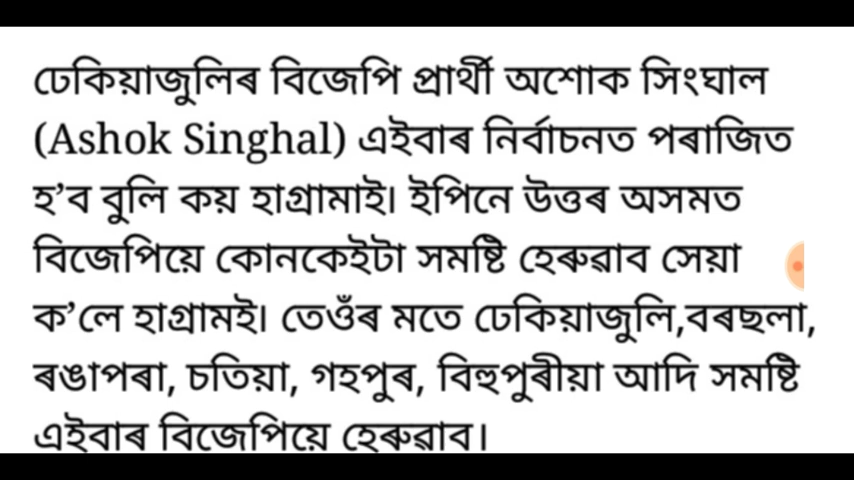 ঢেকিয়াজুলিৰ বিজেপি প্ৰাৰ্থী অশোক সিংঘাল
(Ashok Singhal) এইবাৰ নিৰ্বাচনত পৰাজিত
হ’ব বুলি কয় হাগ্ৰামাই। ইপিনে উত্তৰ অসমত
বিজেপিয়ে কোনকেইটা সমষ্টি হেৰুৱাব সেয়া
ক’লে হাগ্ৰামই। তেওঁৰ মতে ঢেকিয়াজুলি,বৰছলা,
ৰঙাপৰা, চতিয়া, গহপুৰ, বিহুপুৰীয়া আদি সমষ্টি
এইবাৰ বিজেপিয়ে হেৰুৱাব।